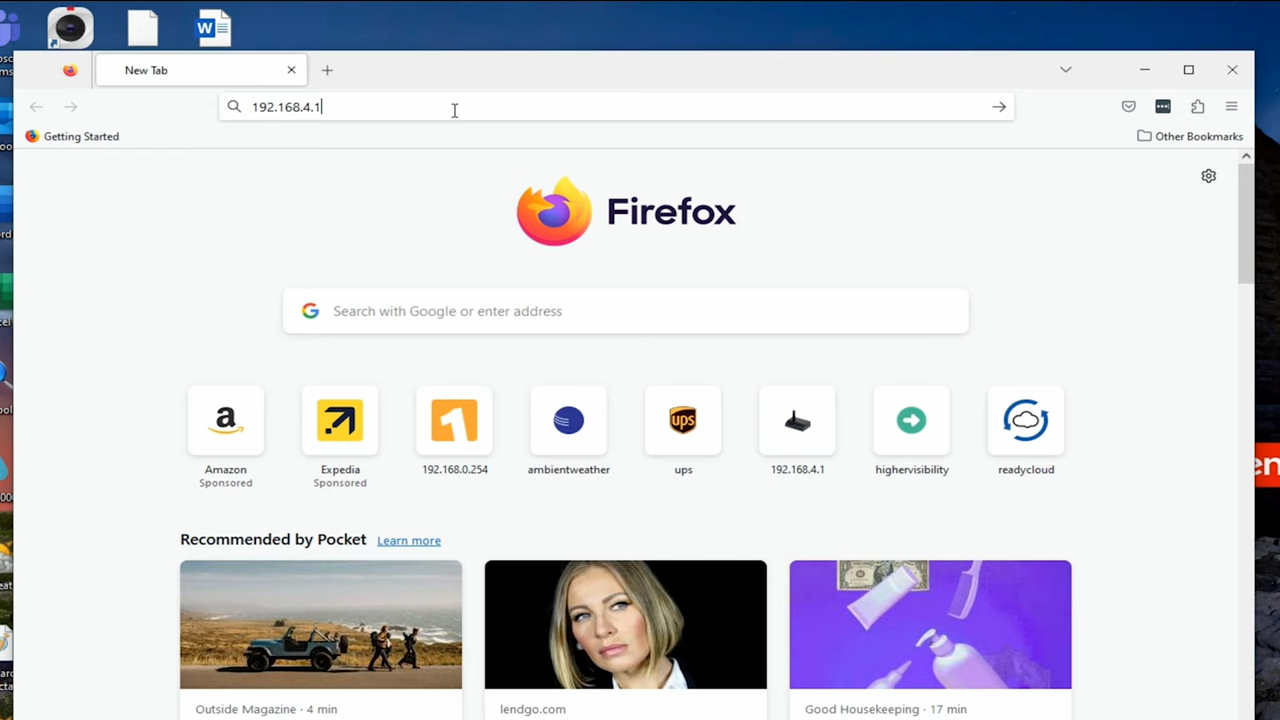 W
New Tab
192.168.4.1
Getting Started
Other Bookmarks
Firefox
Search with Google or enter address
a
ups
Amazon
Sponsored
Expedia
Sponsored
192.168.0.254
ambientweather
ups
192.168.4.1
highervisibility
readycloud
Recommended by Pocket
Learn more
Outside Magazine · 4 min
lendgo.com
Good Housekeeping · 17 min